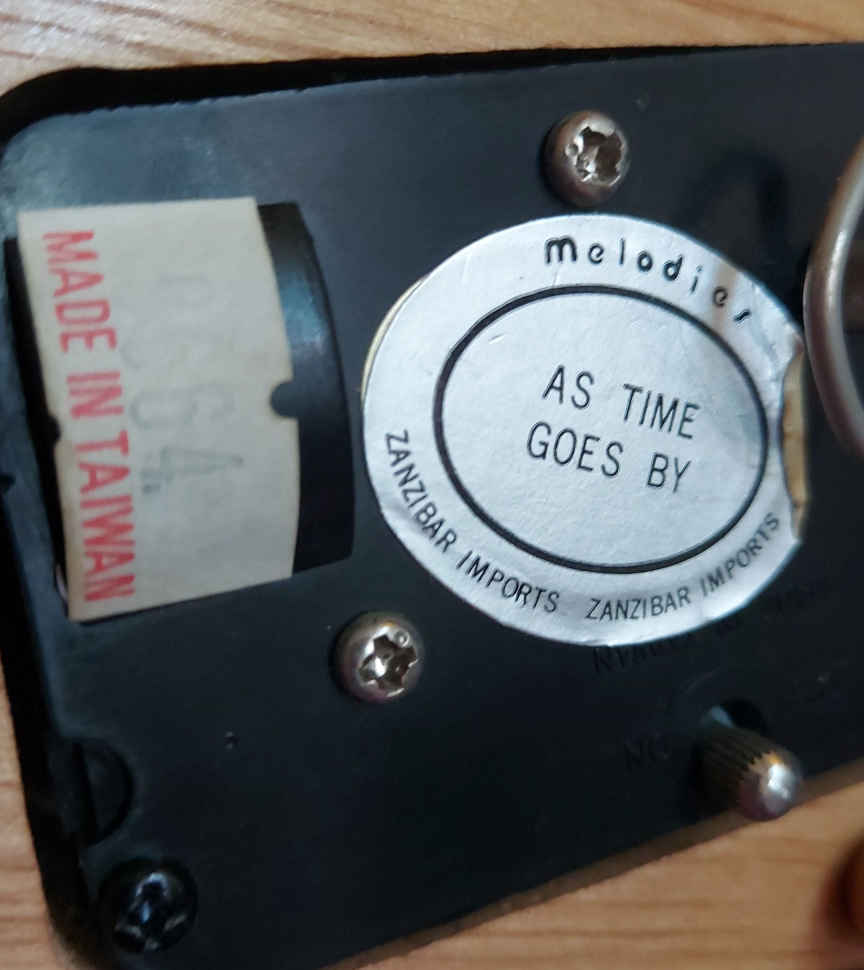 MADE IN TAIWAN
melodies
AS TIME
GOES BY
ZANZIBAR IMPORTS ZANZIBAR IMPORTS